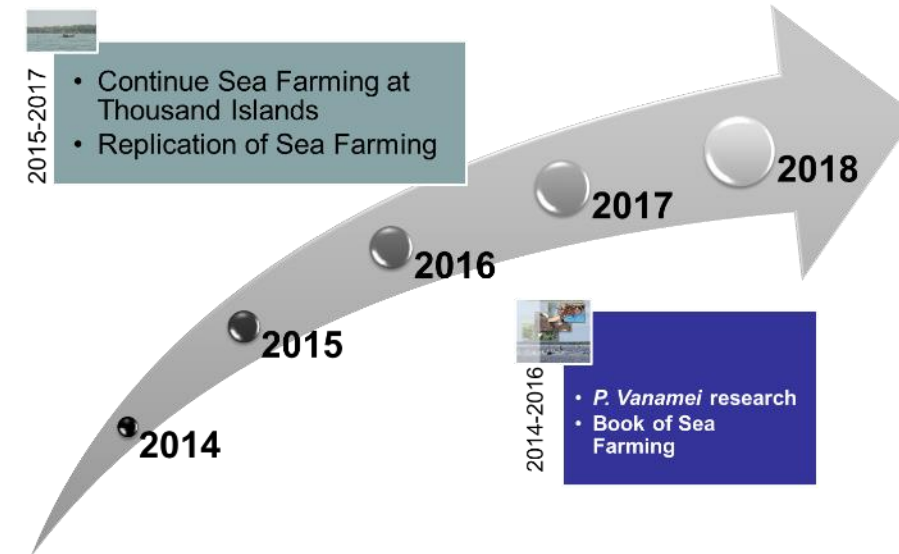 2015-2017
• Continue Sea Farming at
Thousand Islands
• Replication of Sea Farming
2018
2017
2016
2015
2014
2014-2016
• P. Vanamei research
• Book of Sea
Farming